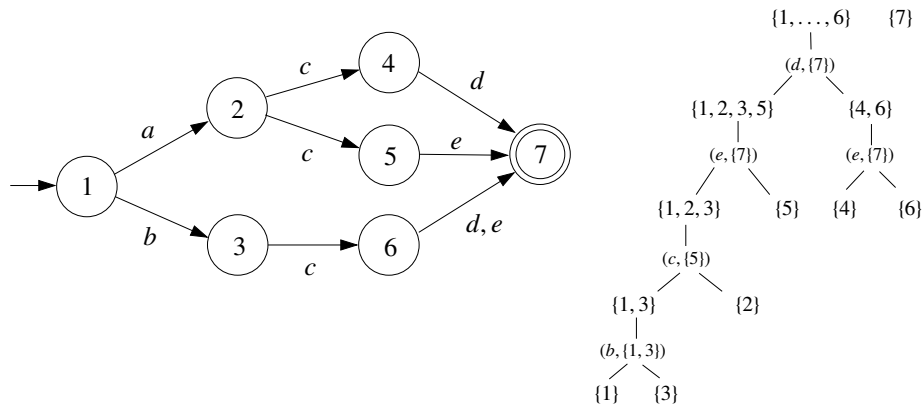 a
b
c
c
c
d
e
d, e
1
2
3
4
5
6
7
{1, . . . , 6} {7}
(d, {7})
{1, 2, 3, 5} {4, 6}
(e, {7}) (e, {7})
{1, 2, 3} {5} {4} {6}
(c, {5})
{1, 3} {2}
(b, {1, 3})
{1} {3}